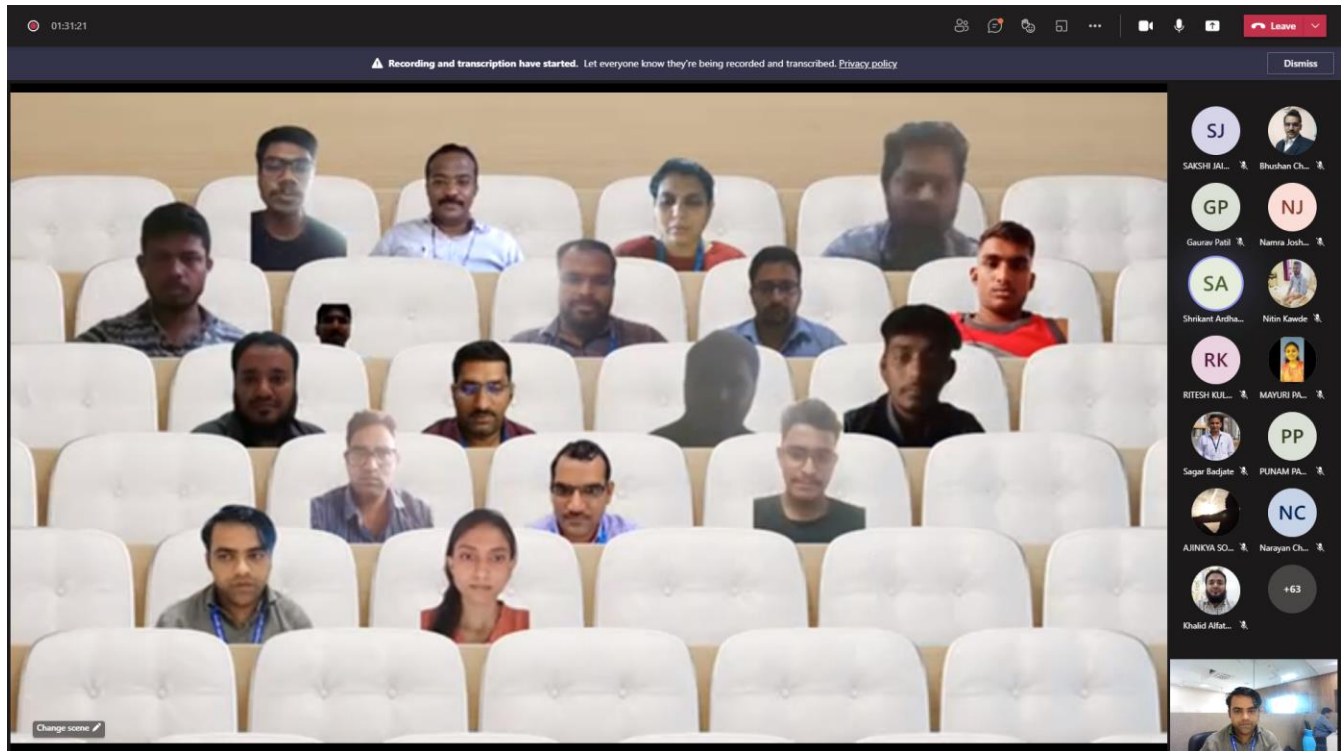 01:31:21
Leave
Recording and transcription have started. Let everyone know they're being recorded and transcribed. Privacy policy
Dismiss
SJ
SAKSHI JAI...
Bhushan Ch...
GP
Gaurav Patil
NJ
Namra Josh...
SA
Shrikant Ardha...
Nitin Kawde
RK
RITESH KUL...
MAYURI PA...
Sagar Badjate
PP
PUNAM PA...
AJINKYA SO...
NC
Narayan Ch...
Khalid Alfat...
+63
Change scene